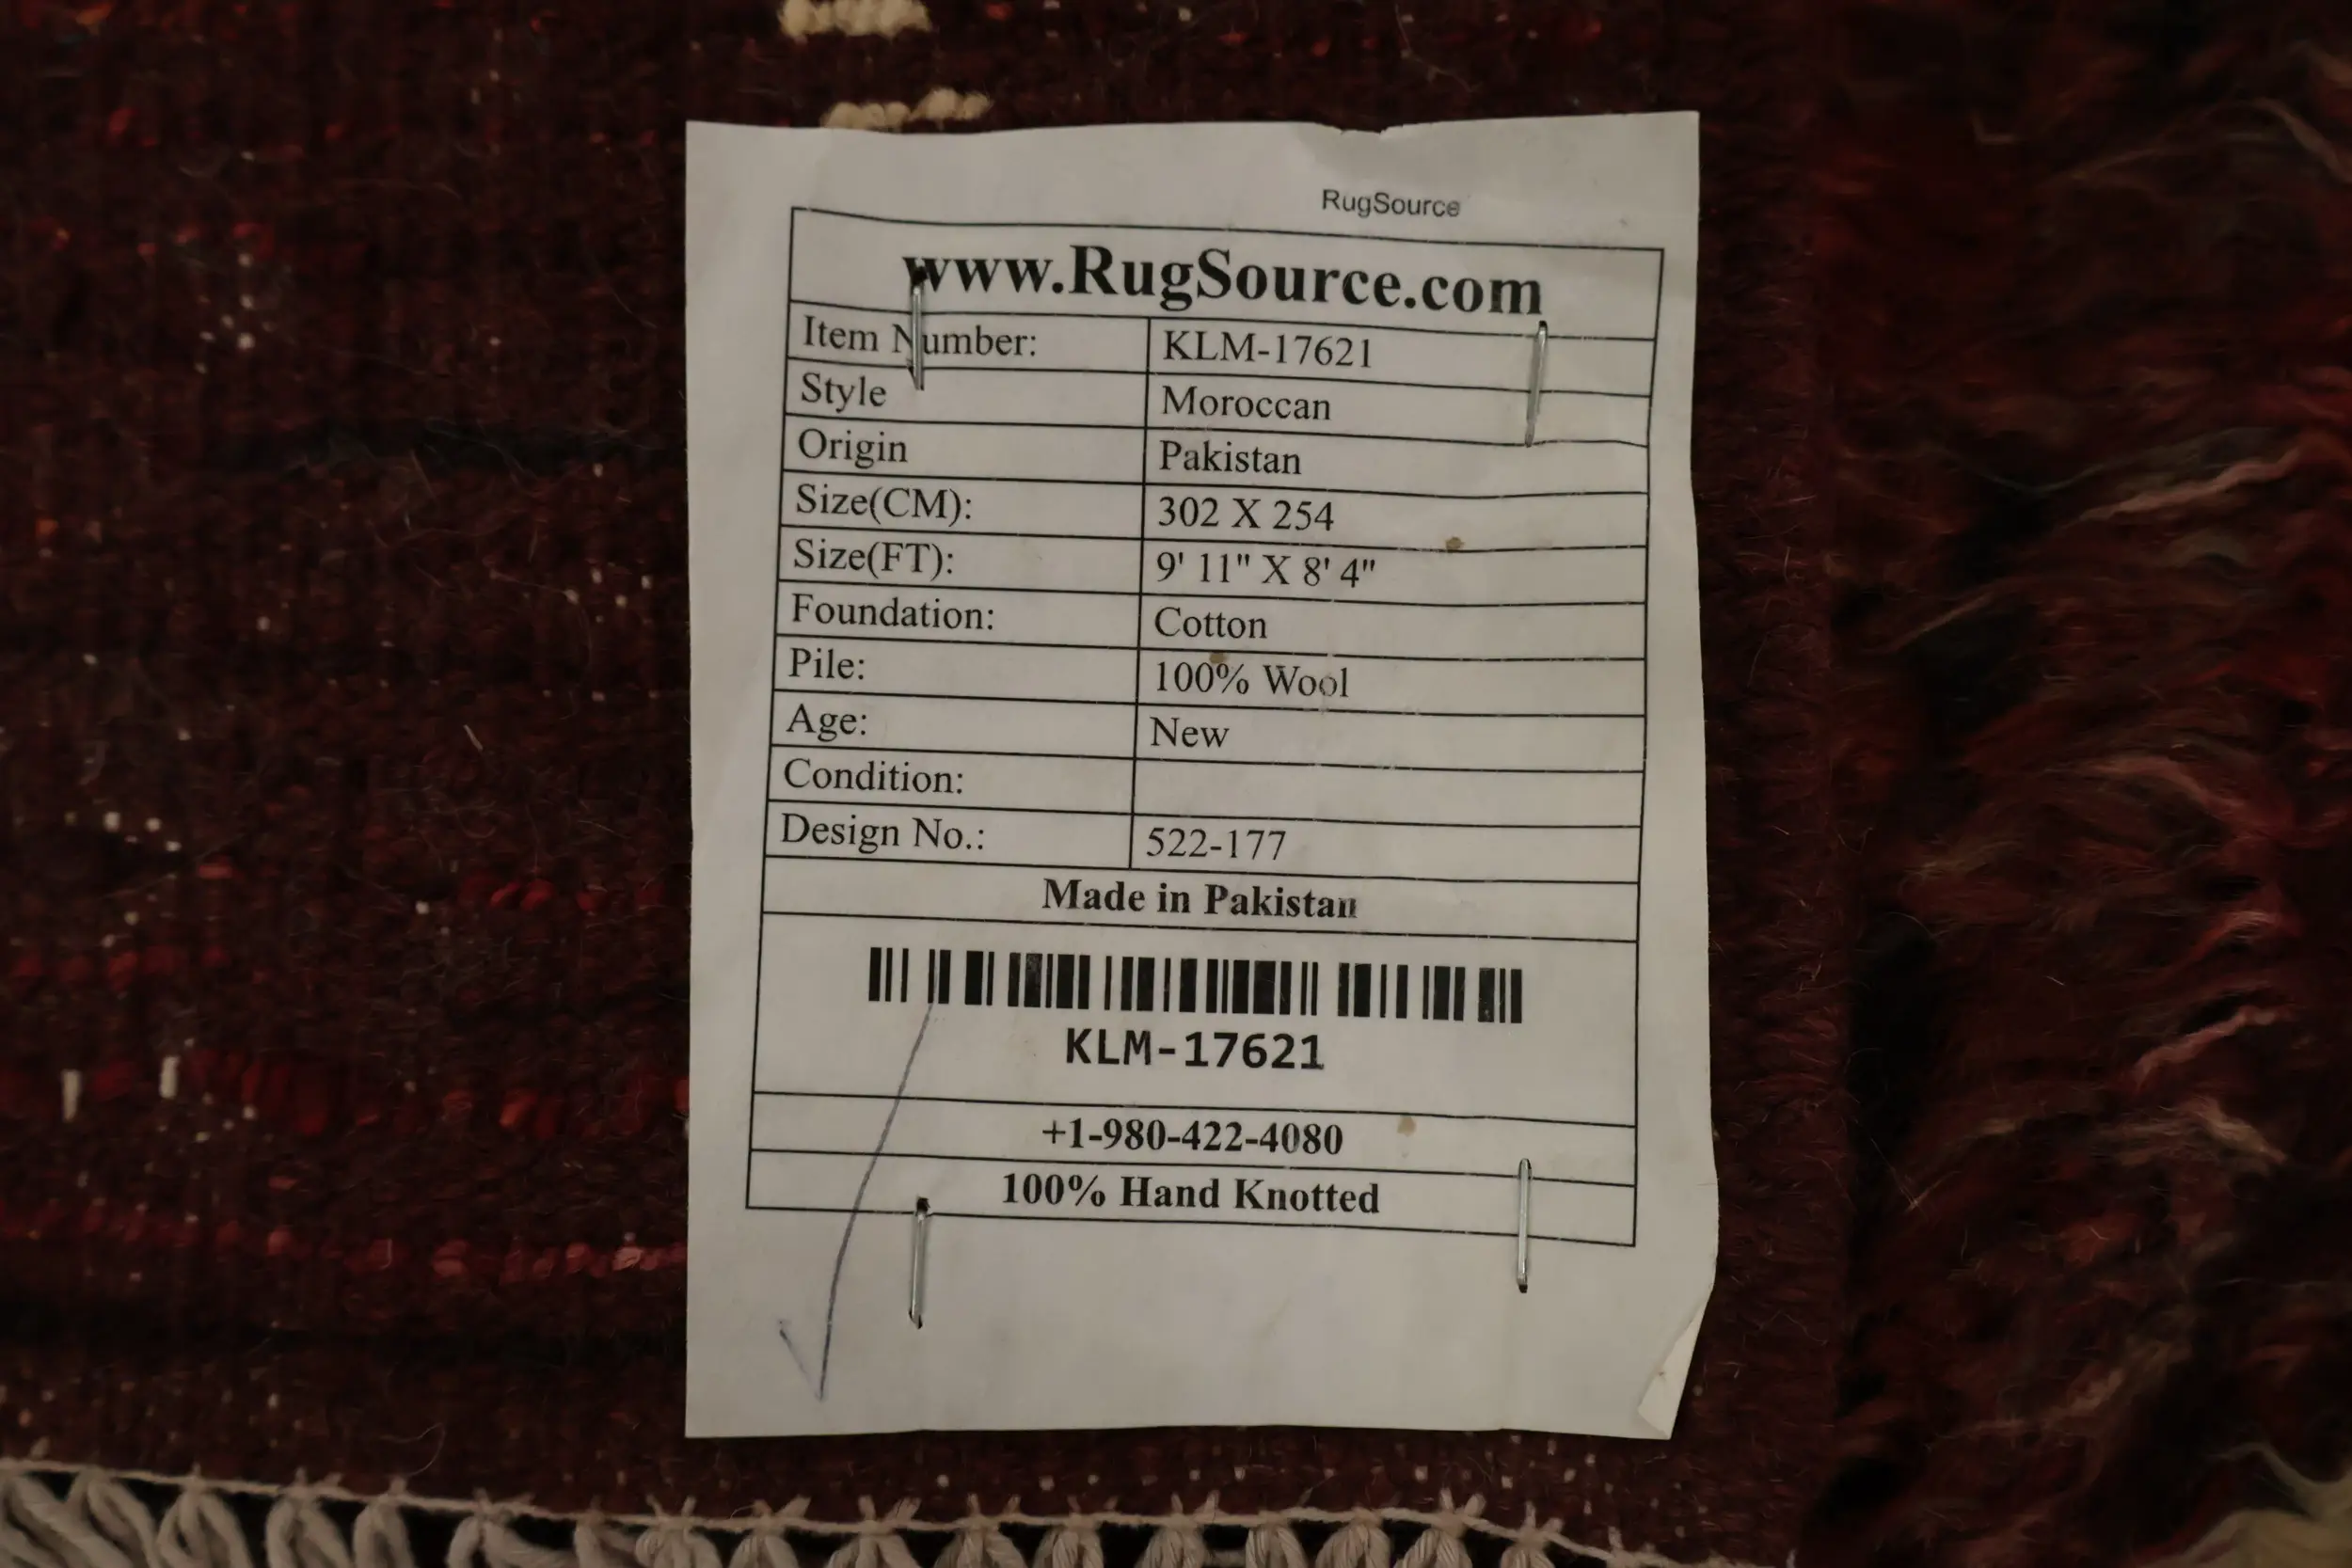 RugSource
www.RugSource.com
Item Number: KLM-17621
Style Moroccan
Origin Pakistan
Size(CM): 302 X 254
Size(FT): 9' 11" X 8' 4"
Foundation: Cotton
Pile: 100% Wool
Age: New
Condition:
Design No.: 522-177
Made in Pakistan
KLM-17621
+1-980-422-4080
100% Hand Knotted